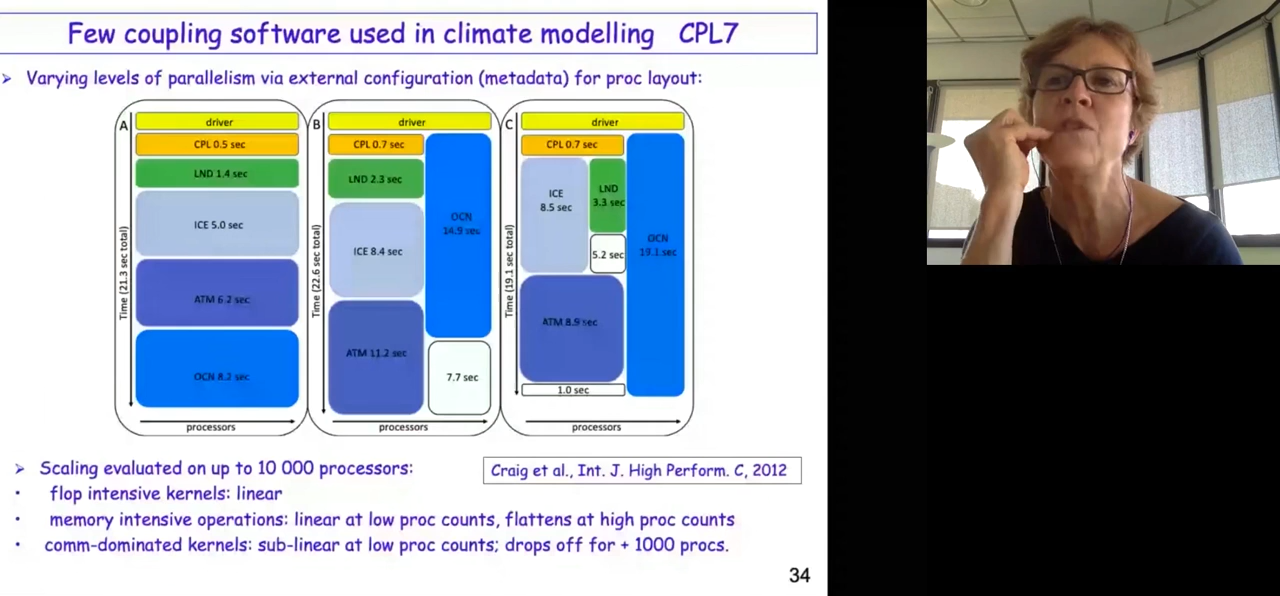 Few coupling software used in climate modelling CPL7
➢ Varying levels of parallelism via external configuration (metadata) for proc layout:
A
driver
CPL 0.5 sec
LND 1.4 sec
ICE 5.0 sec
ATM 6.2 sec
OCN 8.2 sec
Time (21.3 sec total)
processors
B
driver
CPL 0.7 sec
LND 2.3 sec
ICE 8.4 sec
ATM 11.2 sec
OCN
14.9 sec
7.7 sec
Time (22.6 sec total)
processors
C
driver
CPL 0.7 sec
ICE
8.5 sec
LND
3.3 sec
5.2 sec
ATM 8.9 sec
1.0 sec
OCN
19.1 sec
Time (19.1 sec total)
processors
➢ Scaling evaluated on up to 10 000 processors:
Craig et al., Int. J. High Perform. C, 2012
• flop intensive kernels: linear
• memory intensive operations: linear at low proc counts, flattens at high proc counts
• comm-dominated kernels: sub-linear at low proc counts; drops off for + 1000 procs.
34